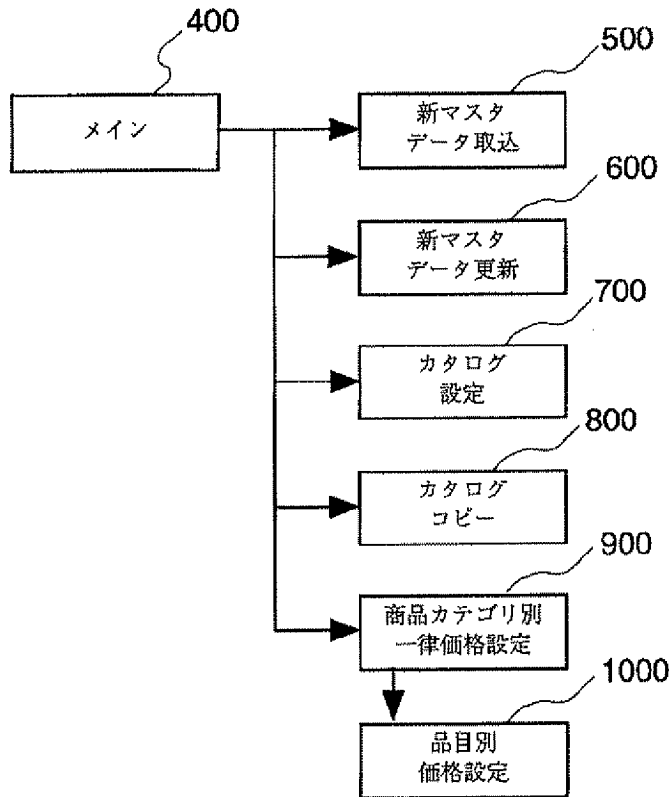 400
メイン
500
新マスタ
データ取込
600
新マスタ
データ更新
700
カタログ
設定
800
カタログ
コピー
900
商品カテゴリ別
一律価格設定
1000
品目別
価格設定